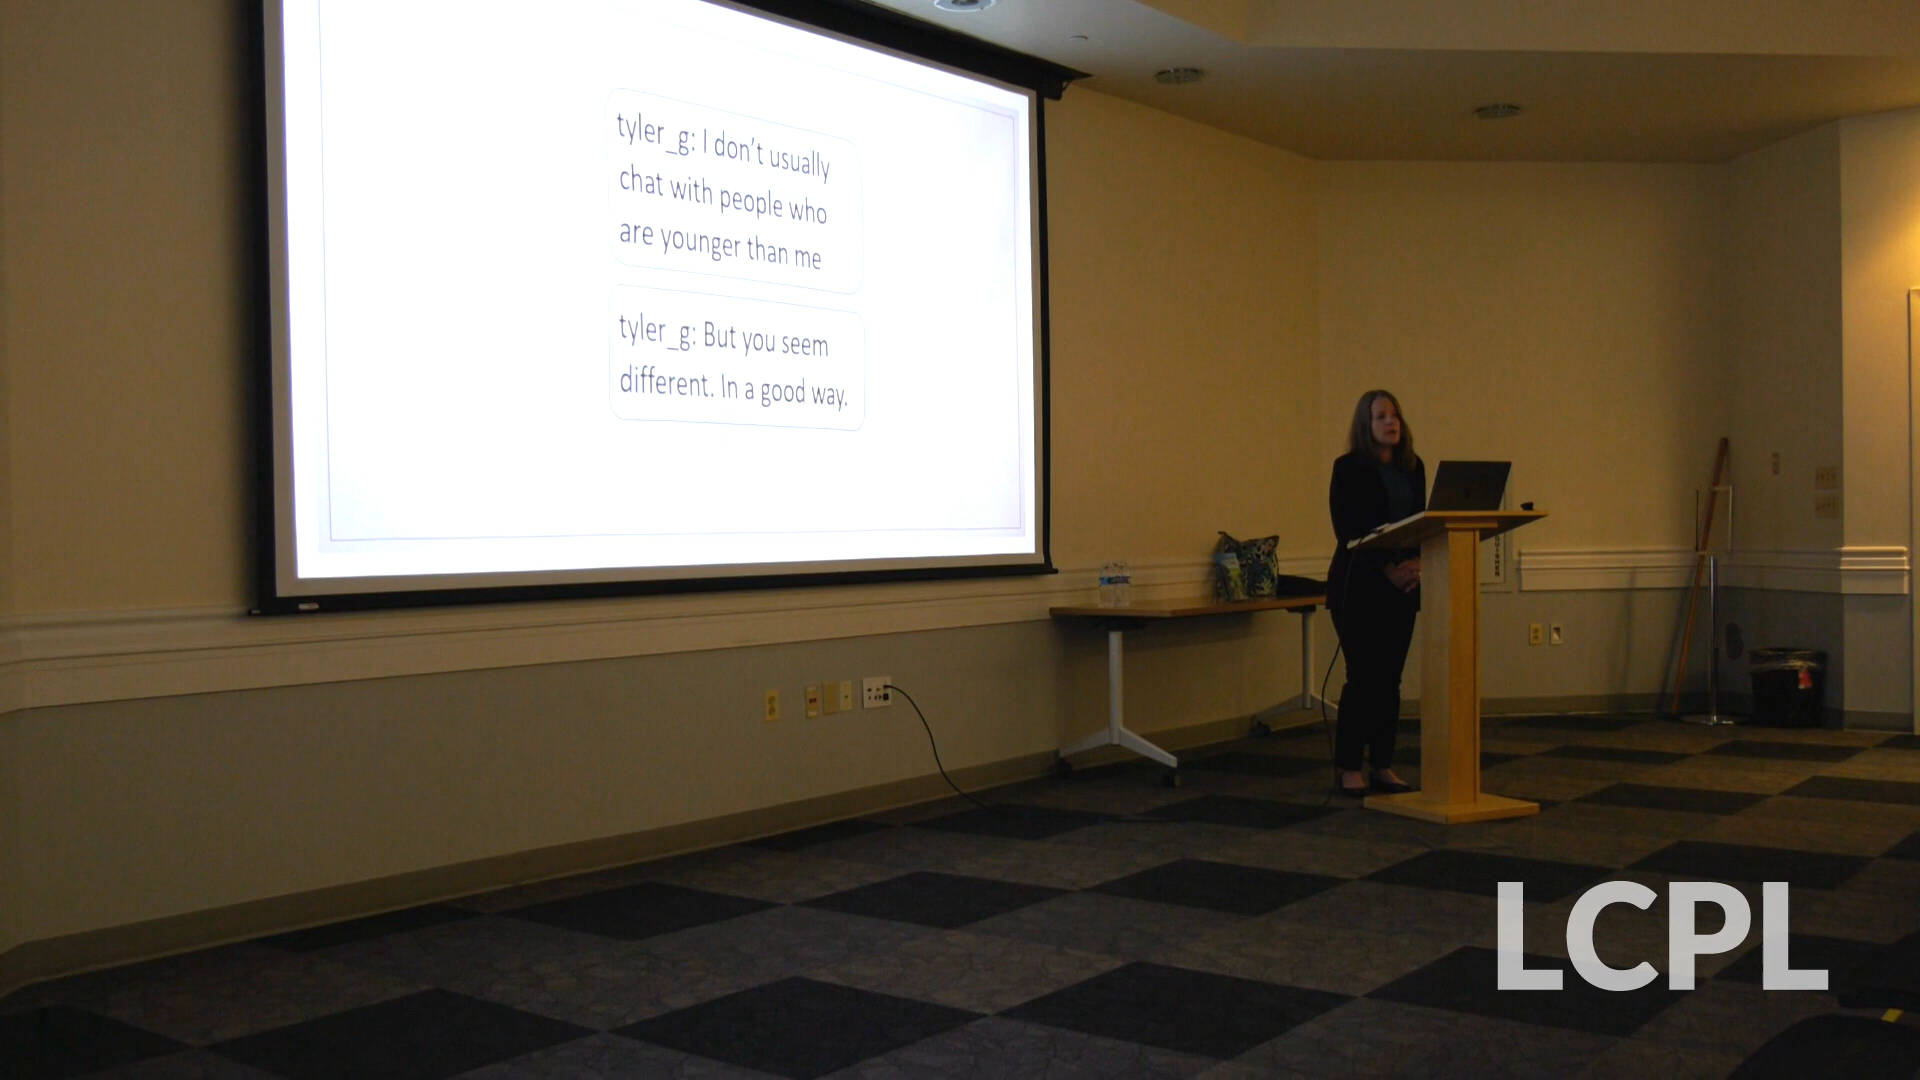 tyler_g: I don't usually
chat with people who
are younger than me
tyler_g: But you seem
different. In a good way.
LCPL